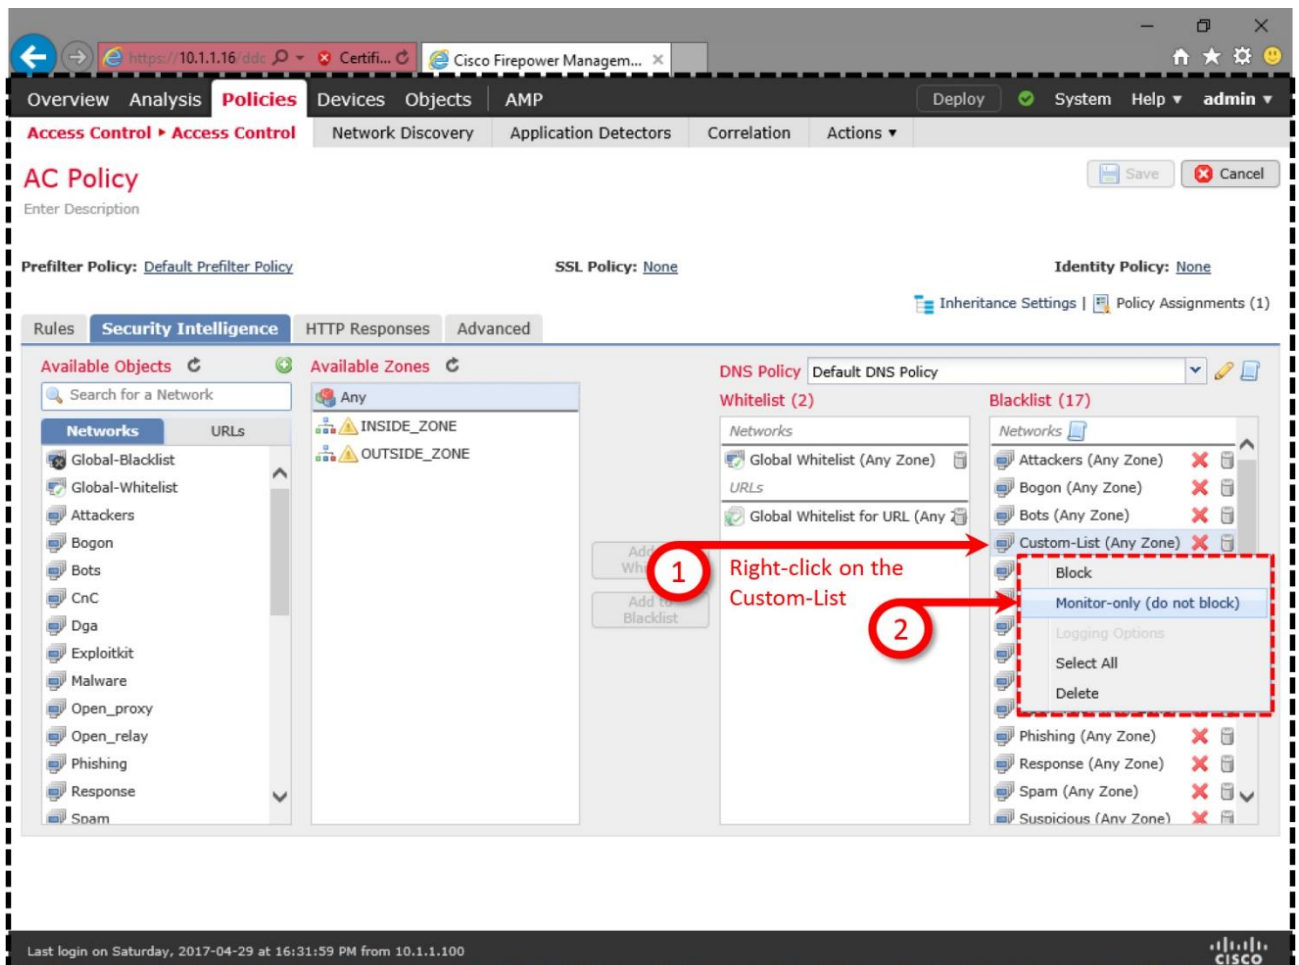 https://10.1.1.16/ddc
Certifi...
Cisco Firepower Managem...
Overview Analysis Policies Devices Objects AMP Deploy System Help admin
Access Control Access Control Network Discovery Application Detectors Correlation Actions
AC Policy
Save Cancel
Enter Description
Prefilter Policy: Default Prefilter Policy SSL Policy: None Identity Policy: None
Inheritance Settings | Policy Assignments (1)
Rules Security Intelligence HTTP Responses Advanced
Available Objects
Search for a Network
Networks URLs
Global-Blacklist
Global-Whitelist
Attackers
Bogon
Bots
CnC
Dga
Exploitkit
Malware
Open_proxy
Open_relay
Phishing
Response
Spam
Available Zones
Any
INSIDE_ZONE
OUTSIDE_ZONE
Add to
Blacklist
DNS Policy Default DNS Policy
Whitelist (2)
Networks
Global Whitelist (Any Zone)
URLs
Global Whitelist for URL (Any
1
Right-click on the
Custom-List
2
Blacklist (17)
Networks
Attackers (Any Zone)
Bogon (Any Zone)
Bots (Any Zone)
Custom-List (Any Zone)
Block
Monitor-only (do not block)
Logging Options
Select All
Delete
Phishing (Any Zone)
Response (Any Zone)
Spam (Any Zone)
Suspicious (Any Zone)
Last login on Saturday, 2017-04-29 at 16:31:59 PM from 10.1.1.100
CISCO